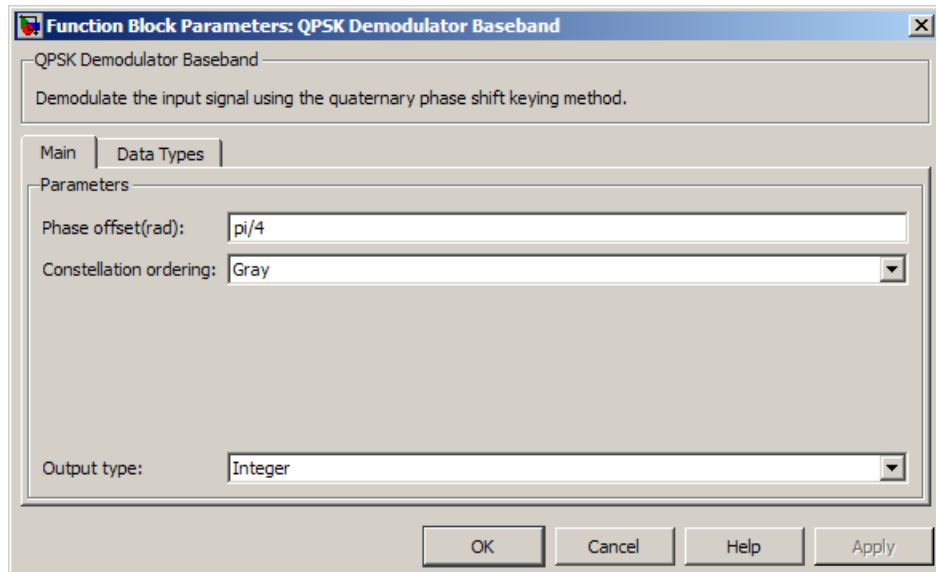 Function Block Parameters: QPSK Demodulator Baseband
QPSK Demodulator Baseband
Demodulate the input signal using the quaternary phase shift keying method.
Main Data Types
Parameters
Phase offset(rad): pi/4
Constellation ordering: Gray
Output type: Integer
OK Cancel Help Apply